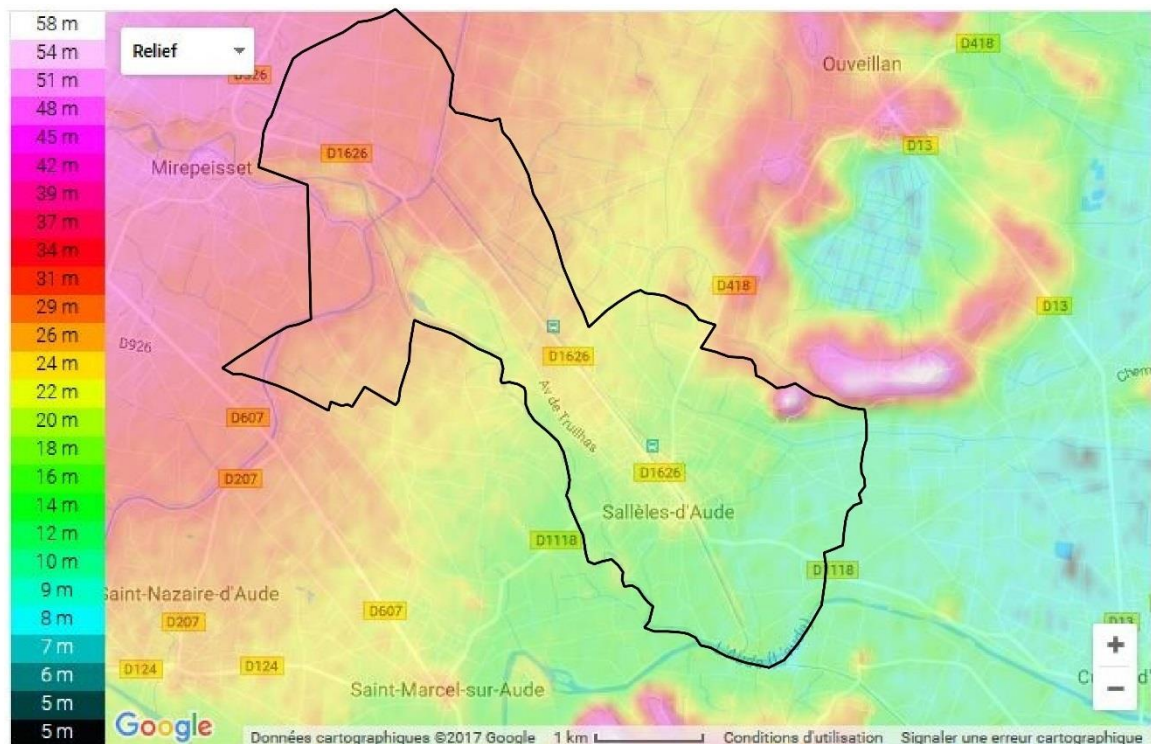 58 m
54 m
51 m
48 m
45 m
42 m
39 m
37 m
34 m
31 m
29 m
26 m
24 m
22 m
20 m
18 m
16 m
14 m
12 m
10 m
9 m
8 m
7 m
6 m
5 m
5 m
Relief
D418
Ouveillan
D13
D1626
Mirepeisset
D418
D13
D926
D1626
Av de Truilhas
D607
D207
D1626
Sallèles-d'Aude
D1118
D1118
Saint-Nazaire-d'Aude
D607
D207
D13
D124
D124
Saint-Marcel-sur-Aude
+
−
Google
Données cartographiques ©2017 Google
1 km
Conditions d'utilisation
Signaler une erreur cartographique